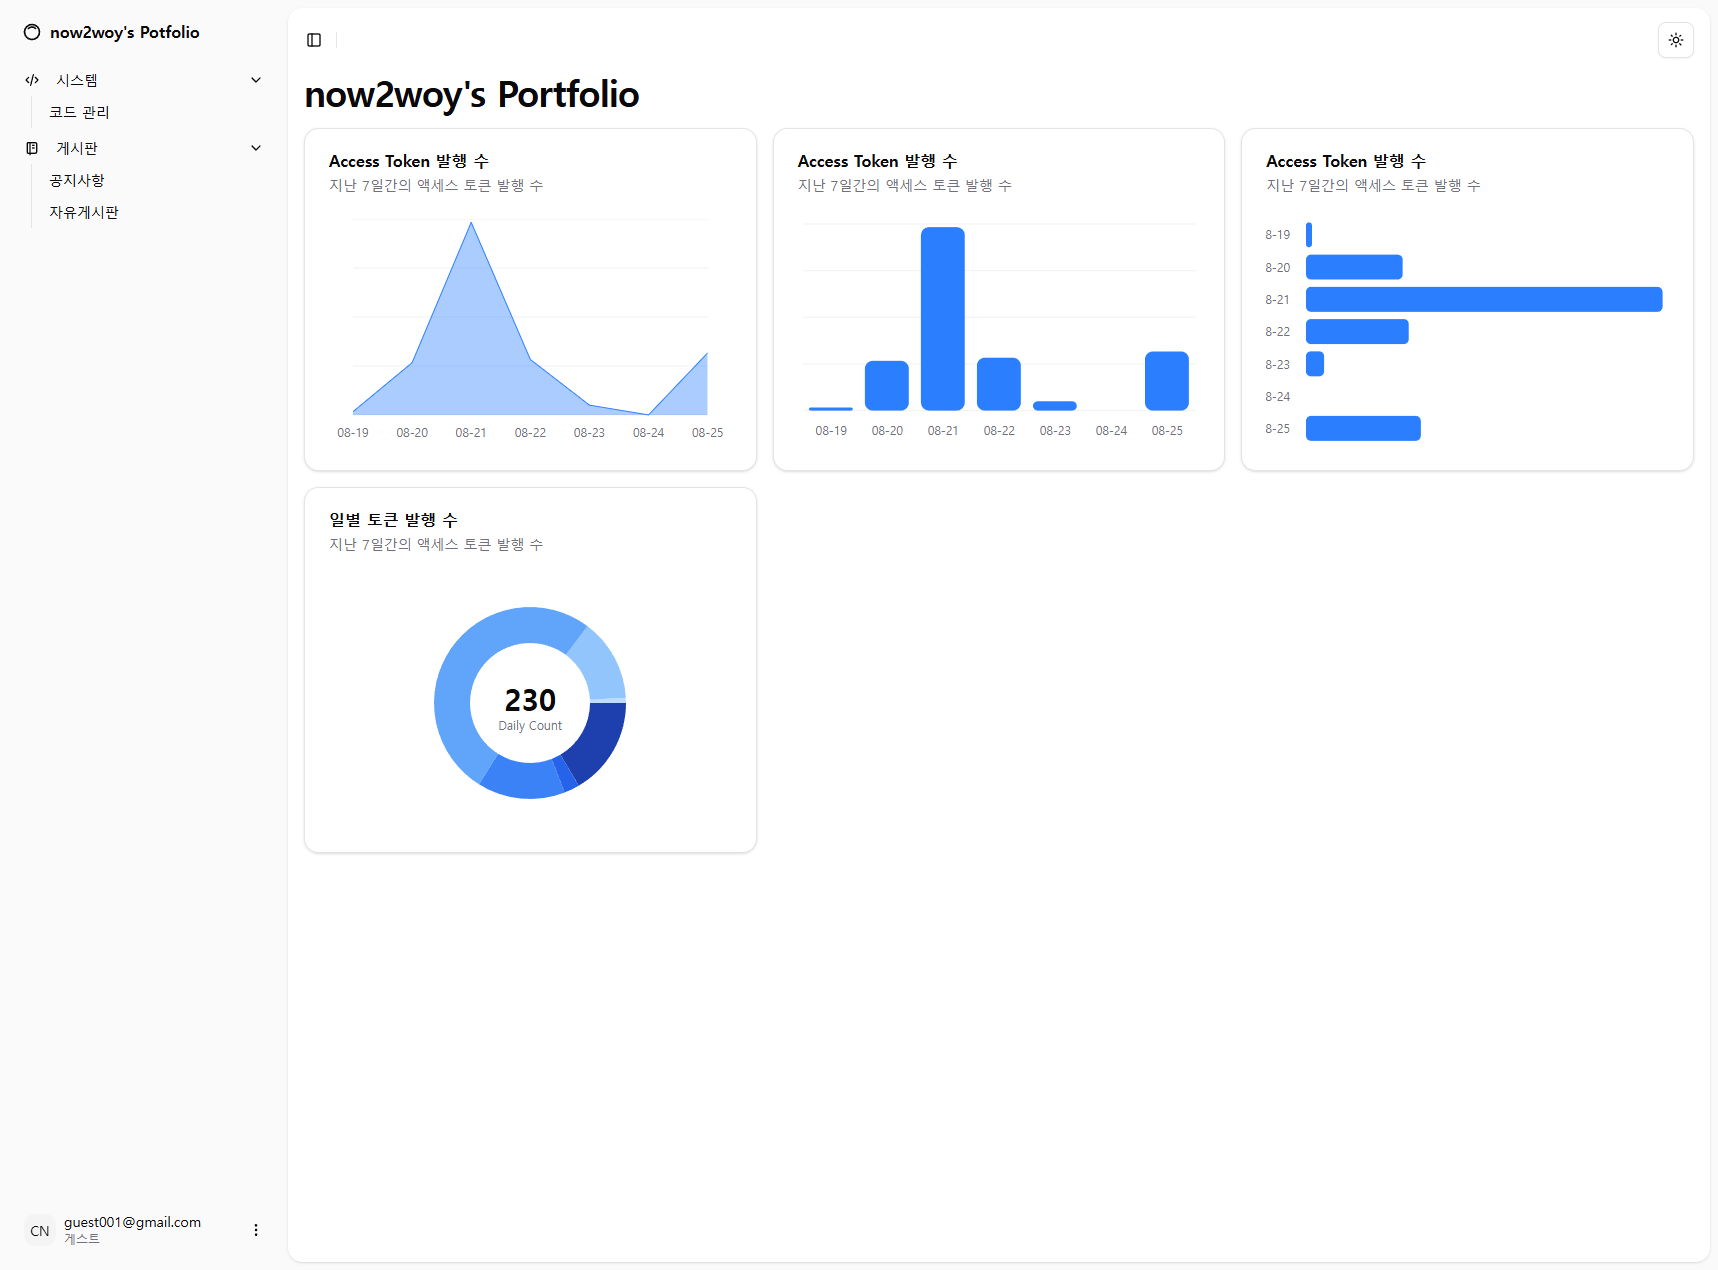 now2woy's Potfolio
시스템
코드 관리
게시판
공지사항
자유게시판
now2woy's Portfolio
Access Token 발행 수
지난 7일간의 액세스 토큰 발행 수
08-19 08-20 08-21 08-22 08-23 08-24 08-25
Access Token 발행 수
지난 7일간의 액세스 토큰 발행 수
08-19 08-20 08-21 08-22 08-23 08-24 08-25
Access Token 발행 수
지난 7일간의 액세스 토큰 발행 수
8-19
8-20
8-21
8-22
8-23
8-24
8-25
일별 토큰 발행 수
지난 7일간의 액세스 토큰 발행 수
230
Daily Count
CN
guest001@gmail.com
게스트